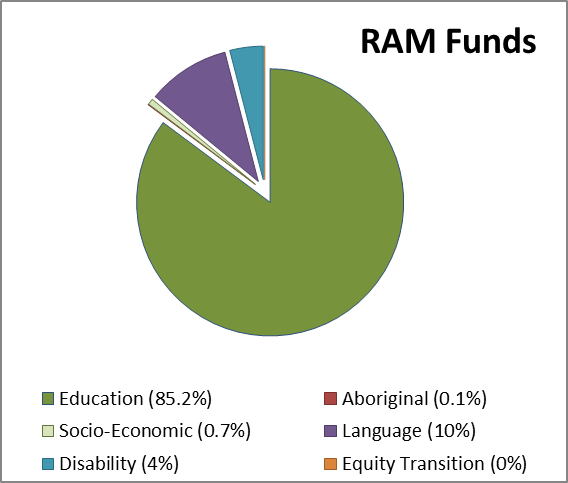 RAM Funds
Education (85.2%)
Aboriginal (0.1%)
Socio-Economic (0.7%)
Language (10%)
Disability (4%)
Equity Transition (0%)